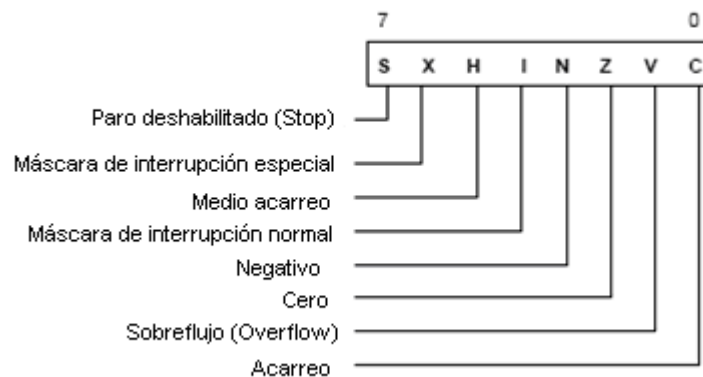 7 0
S X H I N Z V C
Paro deshabilitado (Stop)
Máscara de interrupción especial
Medio acarreo
Máscara de interrupción normal
Negativo
Cero
Sobreflujo (Overflow)
Acarreo